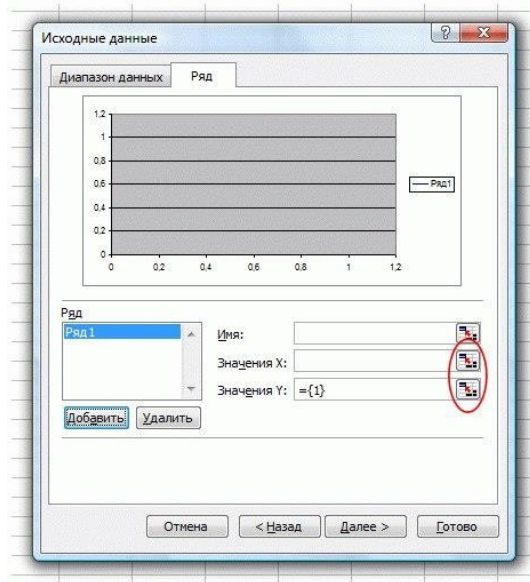 Исходные данные
Диапазон данных Ряд
1,2
1
0,8
0,6
0,4
0,2
0
0 0,2 0,4 0,6 0,8 1 1,2
Ряд1
Ряд
Ряд1
Имя:
Значения X:
Значения Y: ={1}
Добавить Удалить
Отмена < Назад Далее > Готово